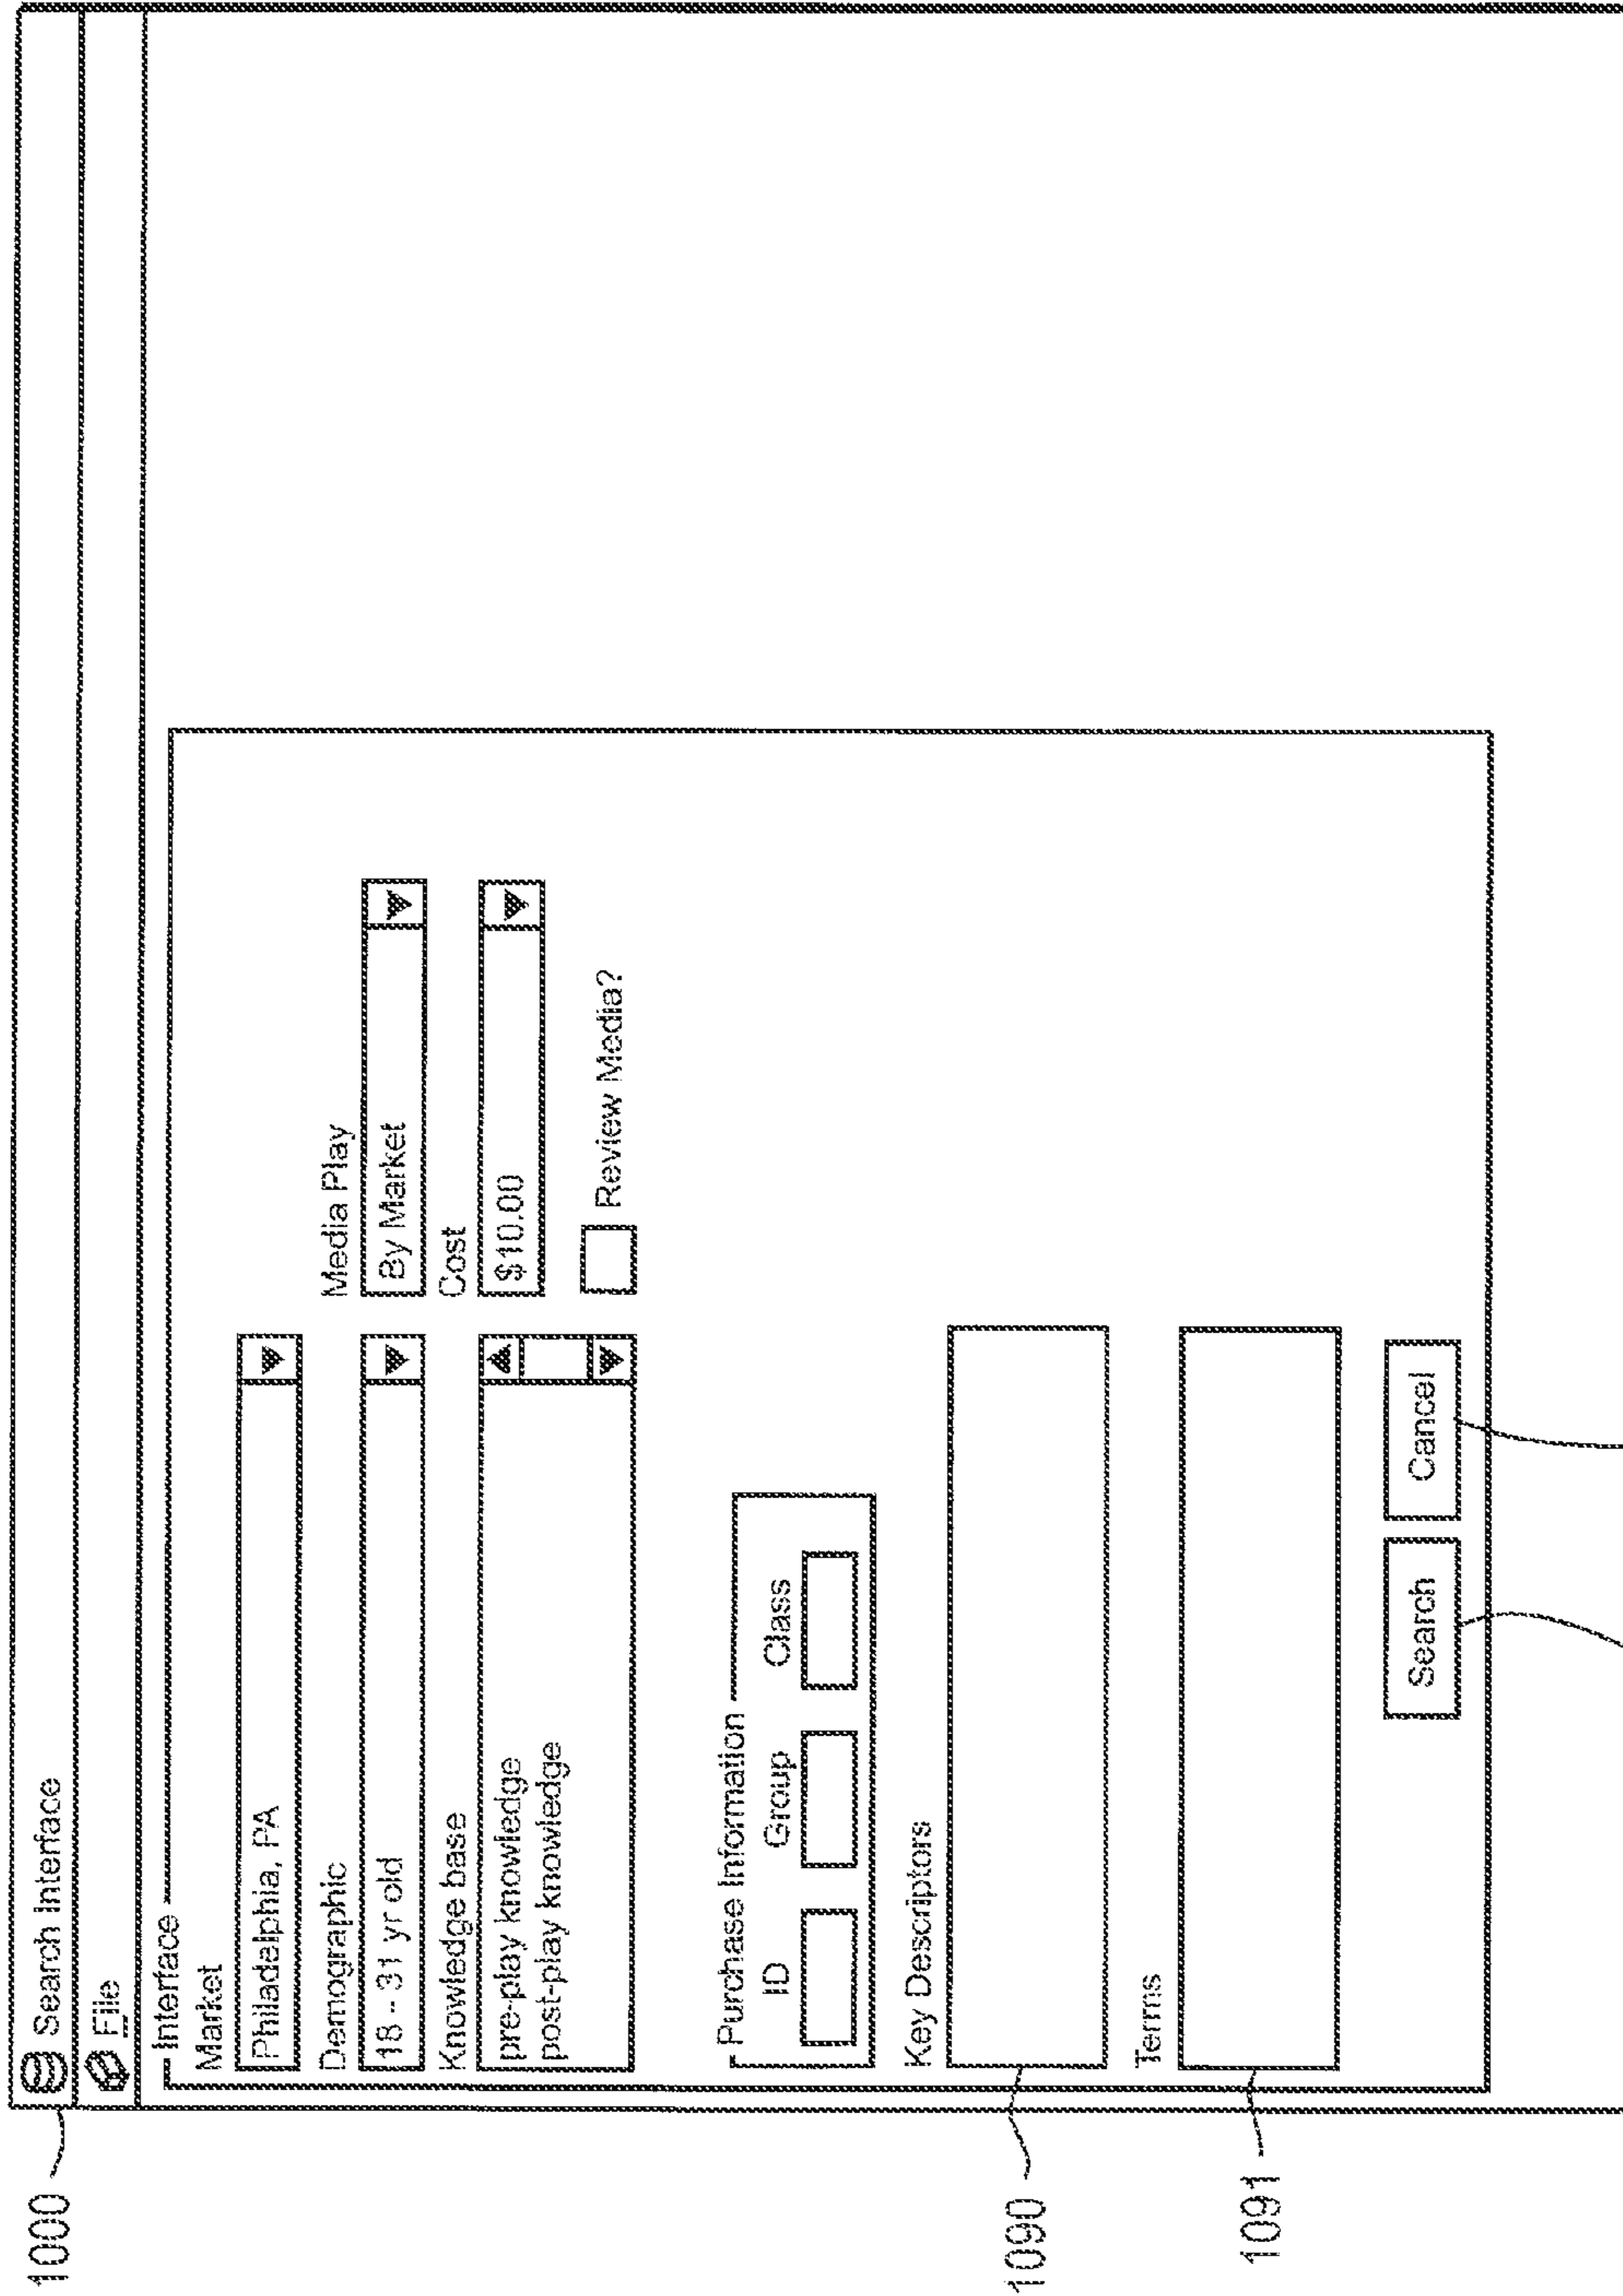 1000
Search Interface
File
Interface
Market
Philadelphia, PA
Demographic
18 - 31 yr old
Media Play
By Market
Knowledge base
pre-play knowledge
post-play knowledge
Cost
$10.00
Review Media?
Purchase Information
ID Group Class
Key Descriptors
1090
Terms
1091
Search Cancel